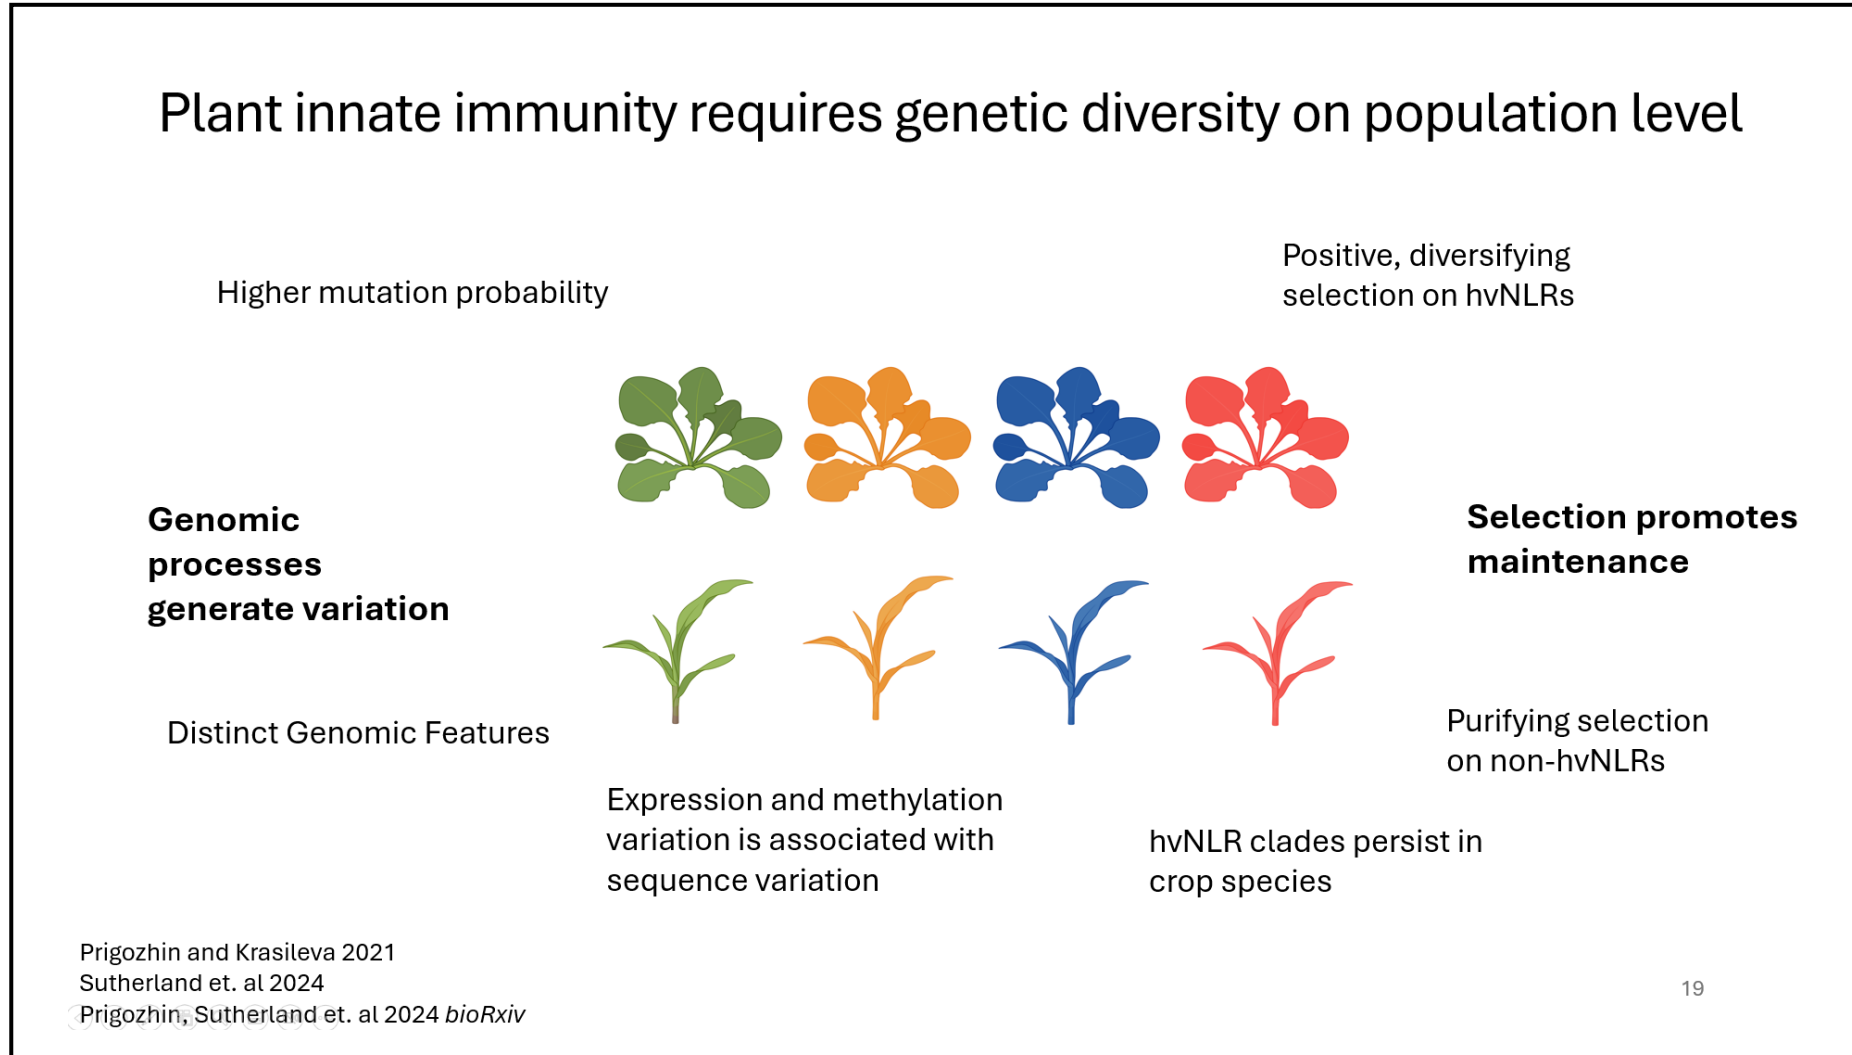 Plant innate immunity requires genetic diversity on population level
Higher mutation probability
Positive, diversifying
selection on hvNLRs
Genomic
processes
generate variation
Selection promotes
maintenance
Distinct Genomic Features
Purifying selection
on non-hvNLRs
Expression and methylation
variation is associated with
sequence variation
hvNLR clades persist in
crop species
Prigozhin and Krasileva 2021
Sutherland et. al 2024
Prigozhin, Sutherland et. al 2024 bioRxiv
19